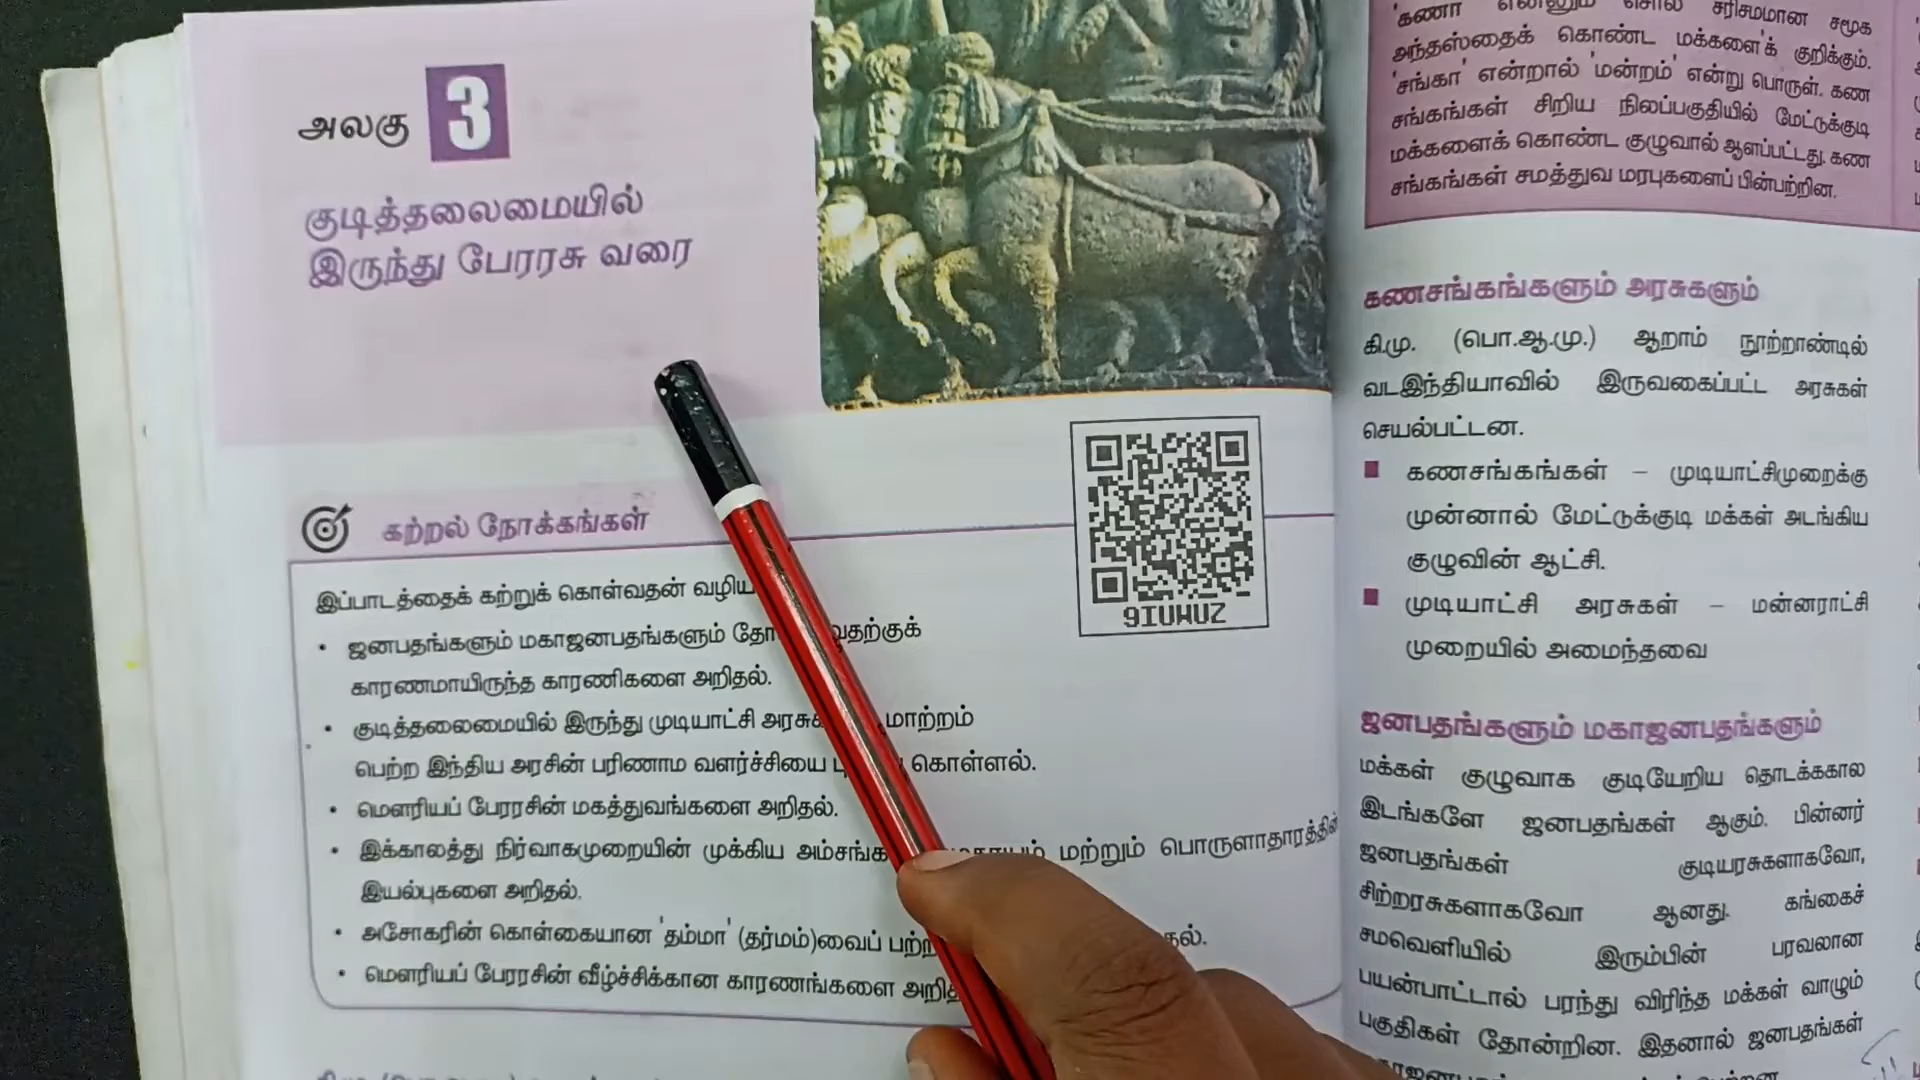 அலகு 3
குடித்தலைமையில்
இருந்து பேரரசு வரை
9IUWUZ
கற்றல் நோக்கங்கள்
இப்பாடத்தைக் கற்றுக் கொள்வதன் வழிய
• ஜனபதங்களும் மகாஜனபதங்களும்
காரணமாயிருந்த காரணிகளை அறிதல்.
• குடித்தலைமையில் இருந்து முடியாட்சி மாற்றம்
பெற்ற இந்திய அரசின் பரிணாம வளர்ச்சியை கொள்ளல்.
• மௌரியப் பேரரசின் மகத்துவங்களை அறிதல்.
• இக்காலத்து நிர்வாகமுறையின் முக்கிய மற்றும் பொருளாதாரத்தின்
இயல்புகளை அறிதல்.
• அசோகரின் கொள்கையான 'தம்மா' (தர்மம்)வைப்
• மௌரியப் பேரரசின் வீழ்ச்சிக்கான காரணங்களை
'கணா' என்னும் சொல் சரிசமமான சமூக
அந்தஸ்தைக் கொண்ட மக்களை'க் குறிக்கும்.
'சங்கா' என்றால் 'மன்றம்' என்று பொருள். கண
சங்கங்கள் சிறிய நிலப்பகுதியில் மேட்டுக்குடி
மக்களைக் கொண்ட குழுவால் ஆளப்பட்டது. கண
சங்கங்கள் சமத்துவ மரபுகளைப் பின்பற்றின.
கணசங்கங்களும் அரசுகளும்
கி.மு. (பொ.ஆ.மு.) ஆறாம் நூற்றாண்டில்
வடஇந்தியாவில் இருவகைப்பட்ட அரசுகள்
செயல்பட்டன.
கணசங்கங்கள் – முடியாட்சிமுறைக்கு
முன்னால் மேட்டுக்குடி மக்கள் அடங்கிய
குழுவின் ஆட்சி.
முடியாட்சி அரசுகள் – மன்னராட்சி
முறையில் அமைந்தவை
ஜனபதங்களும் மகாஜனபதங்களும்
மக்கள் குழுவாக குடியேறிய தொடக்ககால
இடங்களே ஜனபதங்கள் ஆகும். பின்னர்
ஜனபதங்கள் குடியரசுகளாகவோ,
சிற்றரசுகளாகவோ ஆனது. கங்கைச்
சமவெளியில் இரும்பின் பரவலான
பயன்பாட்டால் பரந்து விரிந்த மக்கள் வாழும்
பகுதிகள் தோன்றின. இதனால் ஜனபதங்கள்